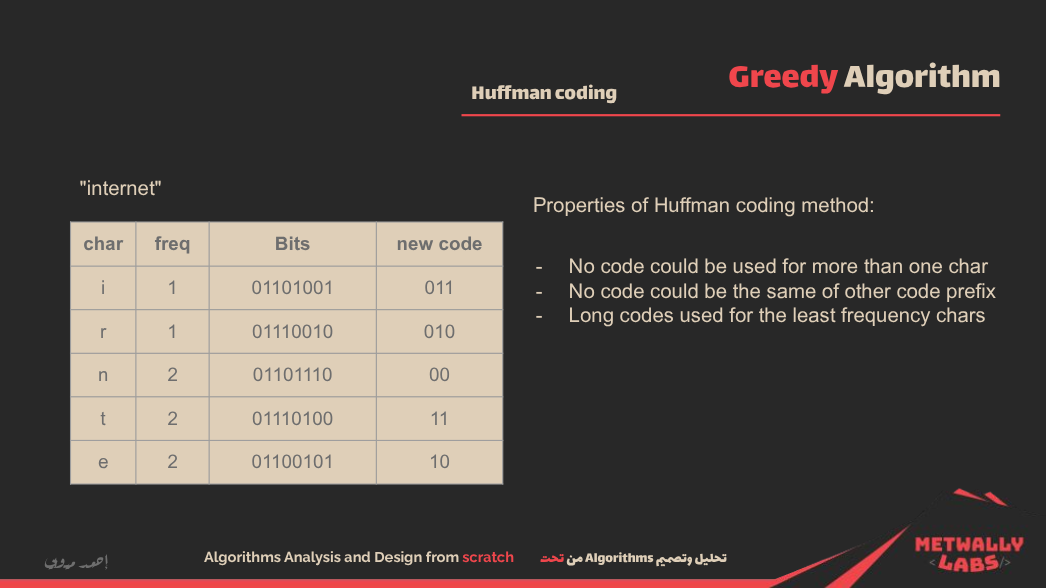 Greedy Algorithm
Huffman coding
"internet"
char freq Bits new code
i 1 01101001 011
r 1 01110010 010
n 2 01101110 00
t 2 01110100 11
e 2 01100101 10
Properties of Huffman coding method:
- No code could be used for more than one char
- No code could be the same of other code prefix
- Long codes used for the least frequency chars
Algorithms Analysis and Design from scratch
تحليل وتصميم Algorithms من تحت
METWALLY
<LABS/>